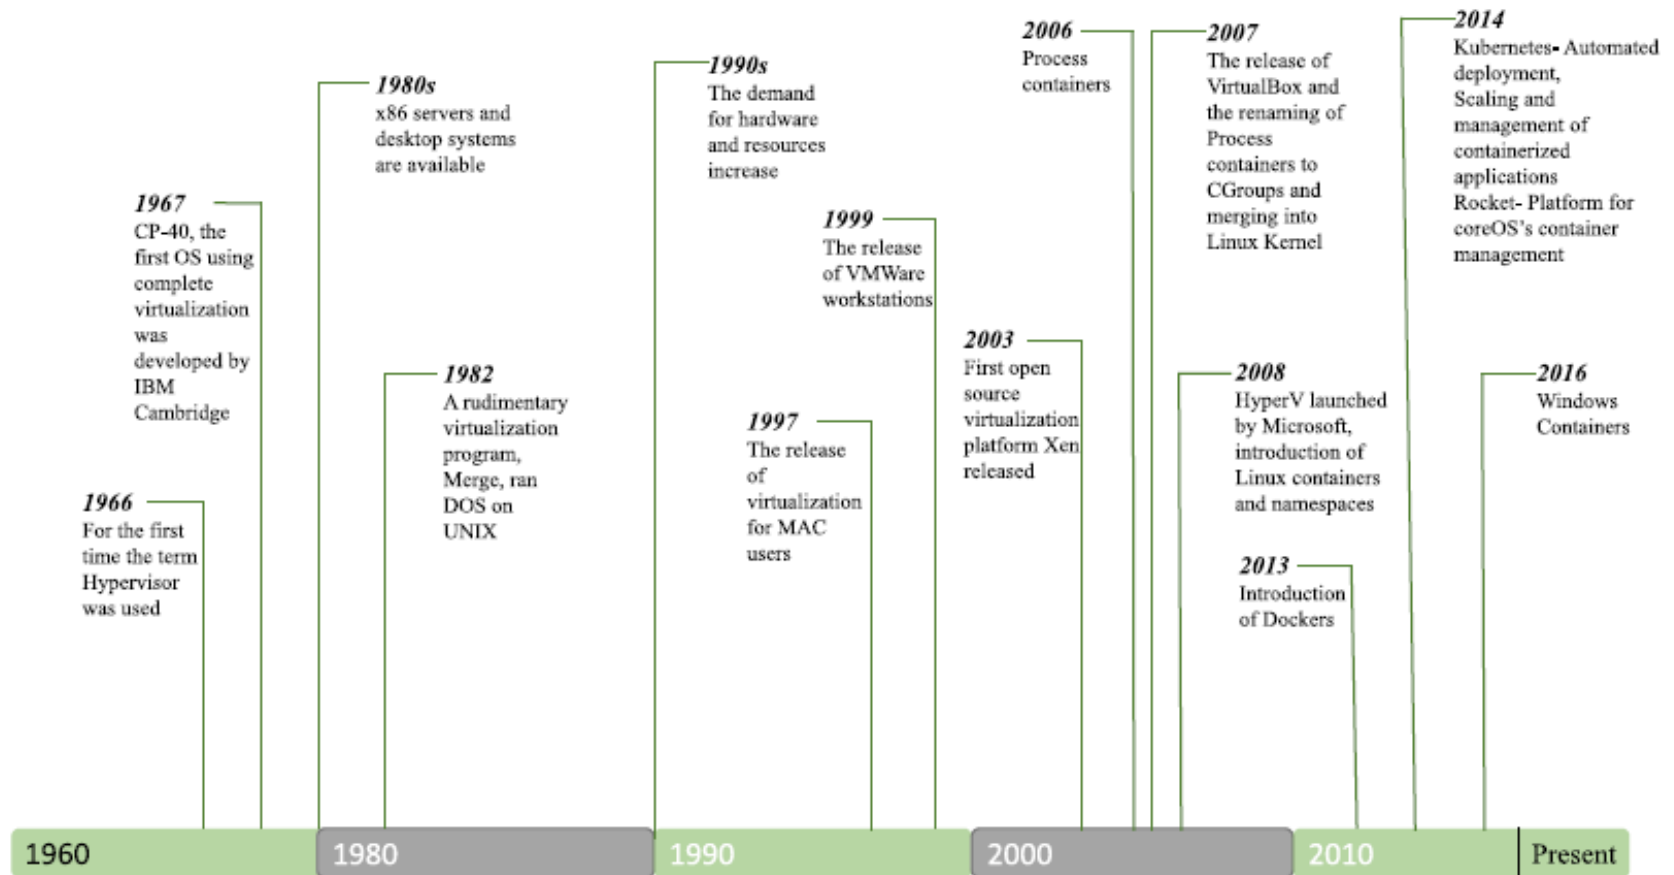 1966
For the first
time the term
Hypervisor
was used
1967
CP-40, the
first OS using
complete
virtualization
was
developed by
IBM
Cambridge
1980s
x86 servers and
desktop systems
are available
1982
A rudimentary
virtualization
program,
Merge, ran
DOS on
UNIX
1990s
The demand
for hardware
and resources
increase
1997
The release
of
virtualization
for MAC
users
1999
The release
of VMWare
workstations
2003
First open
source
virtualization
platform Xen
released
2006
Process
containers
2007
The release of
VirtualBox and
the renaming of
Process
containers to
CGroups and
merging into
Linux Kernel
2008
HyperV launched
by Microsoft,
introduction of
Linux containers
and namespaces
2013
Introduction
of Dockers
2014
Kubernetes- Automated
deployment,
Scaling and
management of
containerized
applications
Rocket- Platform for
coreOS's container
management
2016
Windows
Containers
1960
1980
1990
2000
2010
Present